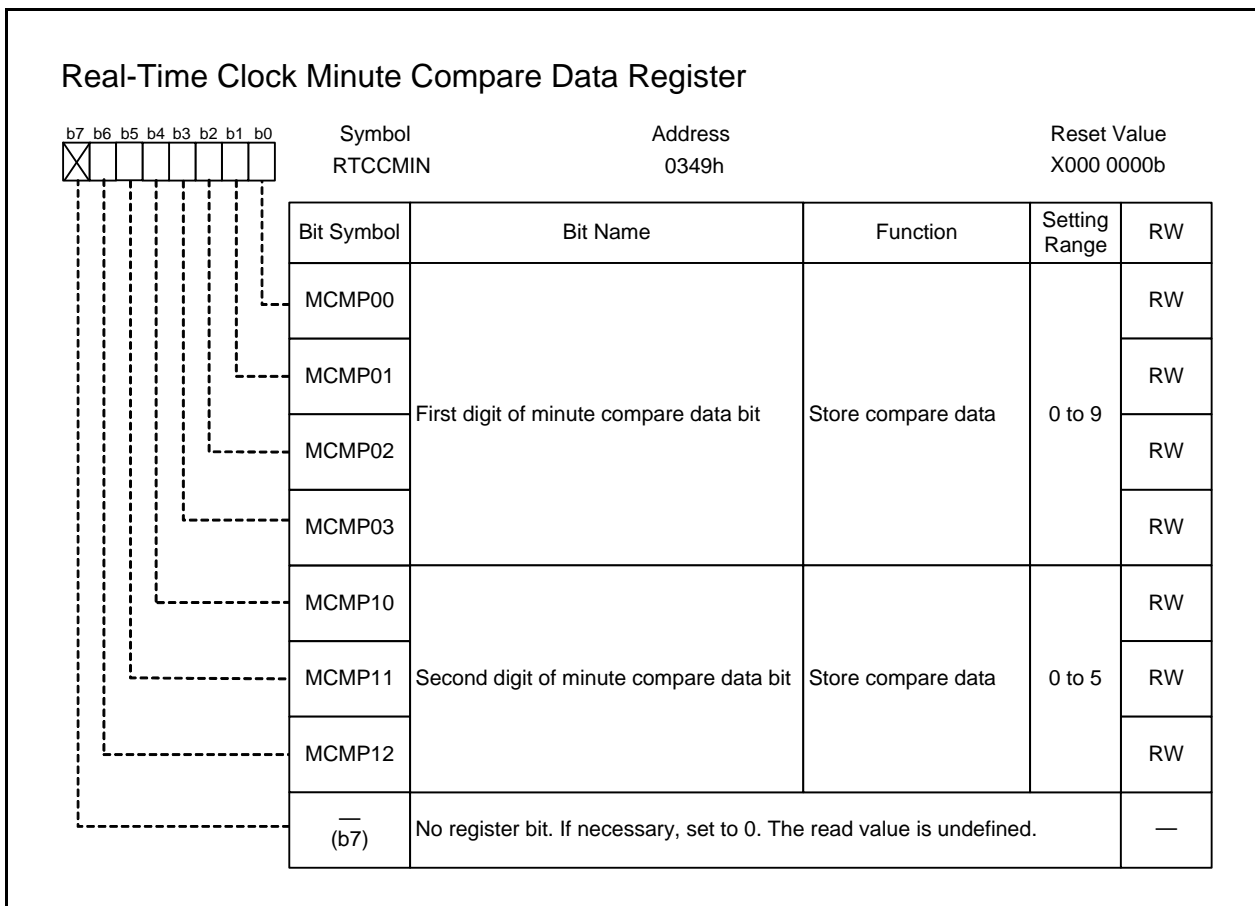 Real-Time Clock Minute Compare Data Register
b7 b6 b5 b4 b3 b2 b1 b0
Symbol Address Reset Value
RTCCMIN 0349h X000 0000b
Bit Symbol Bit Name Function Setting Range RW
MCMP00 RW
MCMP01 RW
First digit of minute compare data bit Store compare data 0 to 9
MCMP02 RW
MCMP03 RW
MCMP10 RW
MCMP11 Second digit of minute compare data bit Store compare data 0 to 5 RW
MCMP12 RW
— (b7) No register bit. If necessary, set to 0. The read value is undefined. —